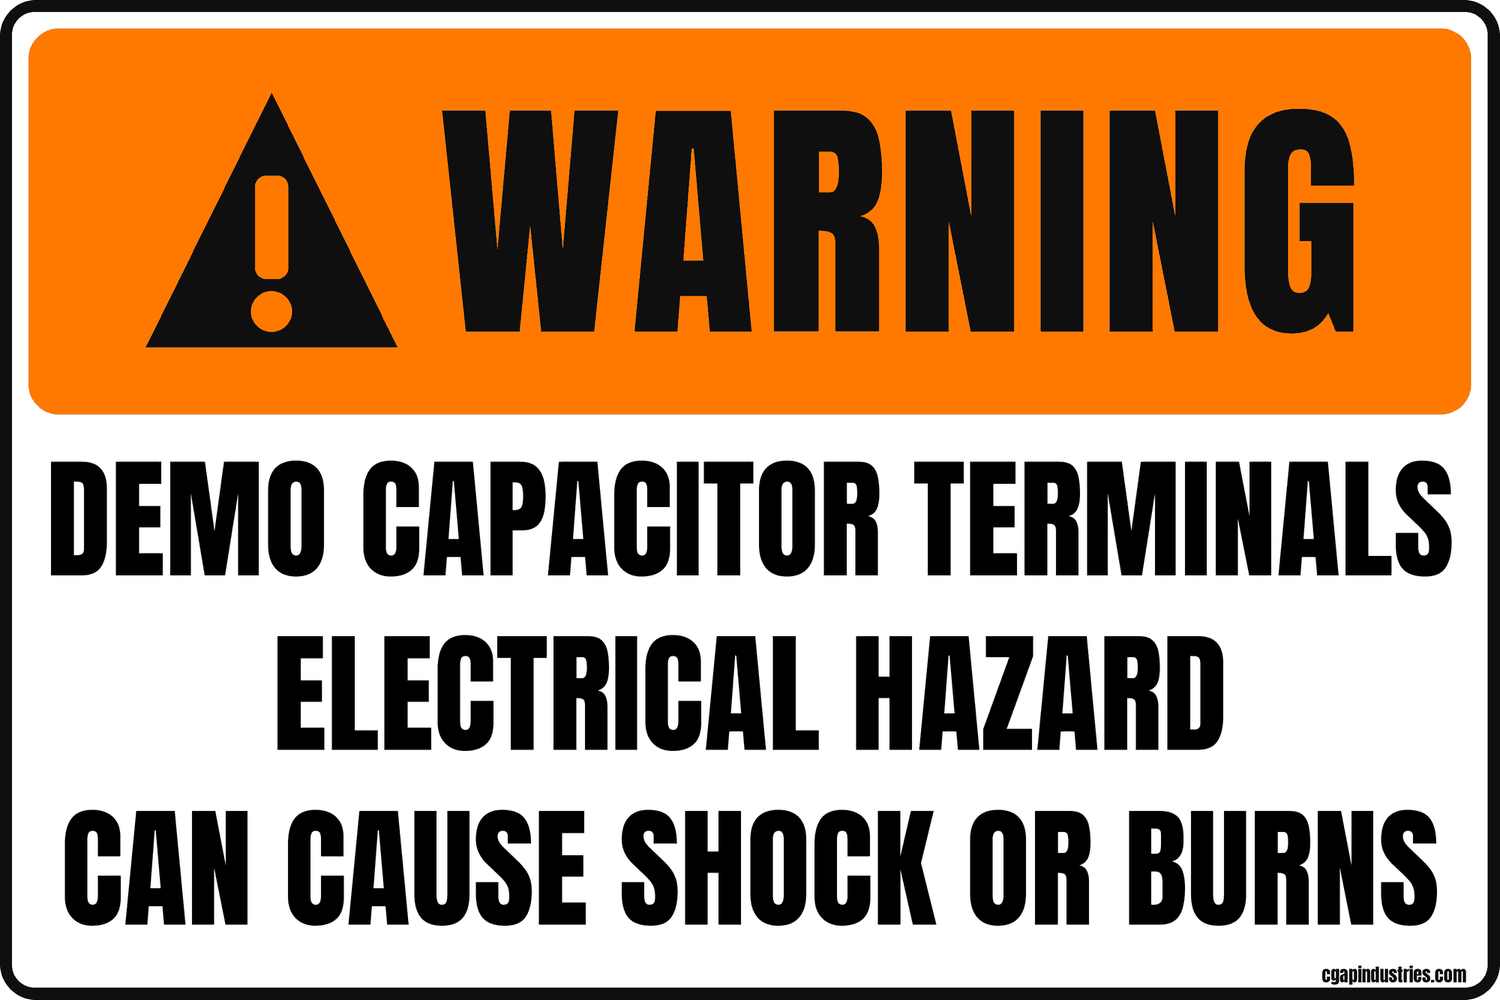 WARNING
DEMO CAPACITOR TERMINALS
ELECTRICAL HAZARD
CAN CAUSE SHOCK OR BURNS
cgapindustries.com